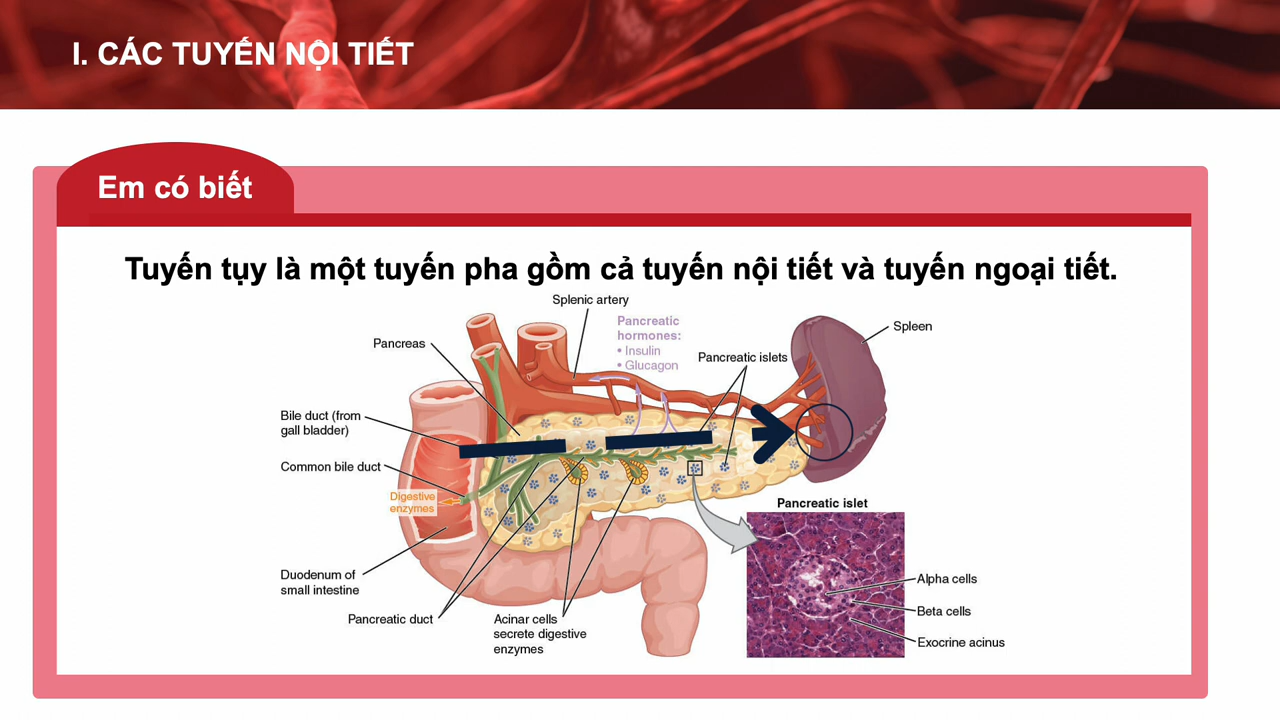 I. CÁC TUYẾN NỘI TIẾT
Em có biết
Tuyến tụy là một tuyến pha gồm cả tuyến nội tiết và tuyến ngoại tiết.
Splenic artery
Pancreatic
hormones:
• Insulin
• Glucagon
Spleen
Pancreas
Pancreatic islets
Bile duct (from
gall bladder)
Common bile duct
Digestive
enzymes
Pancreatic islet
Duodenum of
small intestine
Alpha cells
Beta cells
Pancreatic duct
Acinar cells
secrete digestive
enzymes
Exocrine acinus